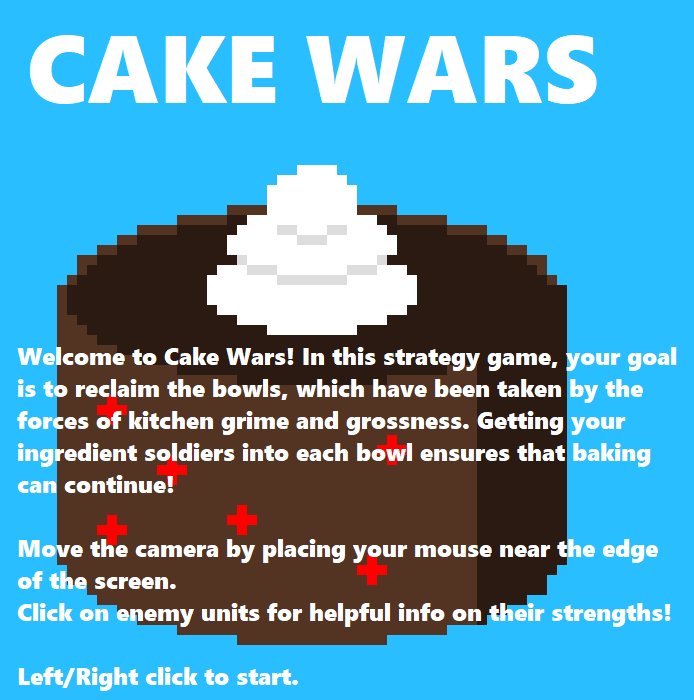 CAKE WARS
Welcome to Cake Wars! In this strategy game, your goal
is to reclaim the bowls, which have been taken by the
forces of kitchen grime and grossness. Getting your
ingredient soldiers into each bowl ensures that baking
can continue!
Move the camera by placing your mouse near the edge
of the screen.
Click on enemy units for helpful info on their strengths!
Left/Right click to start.